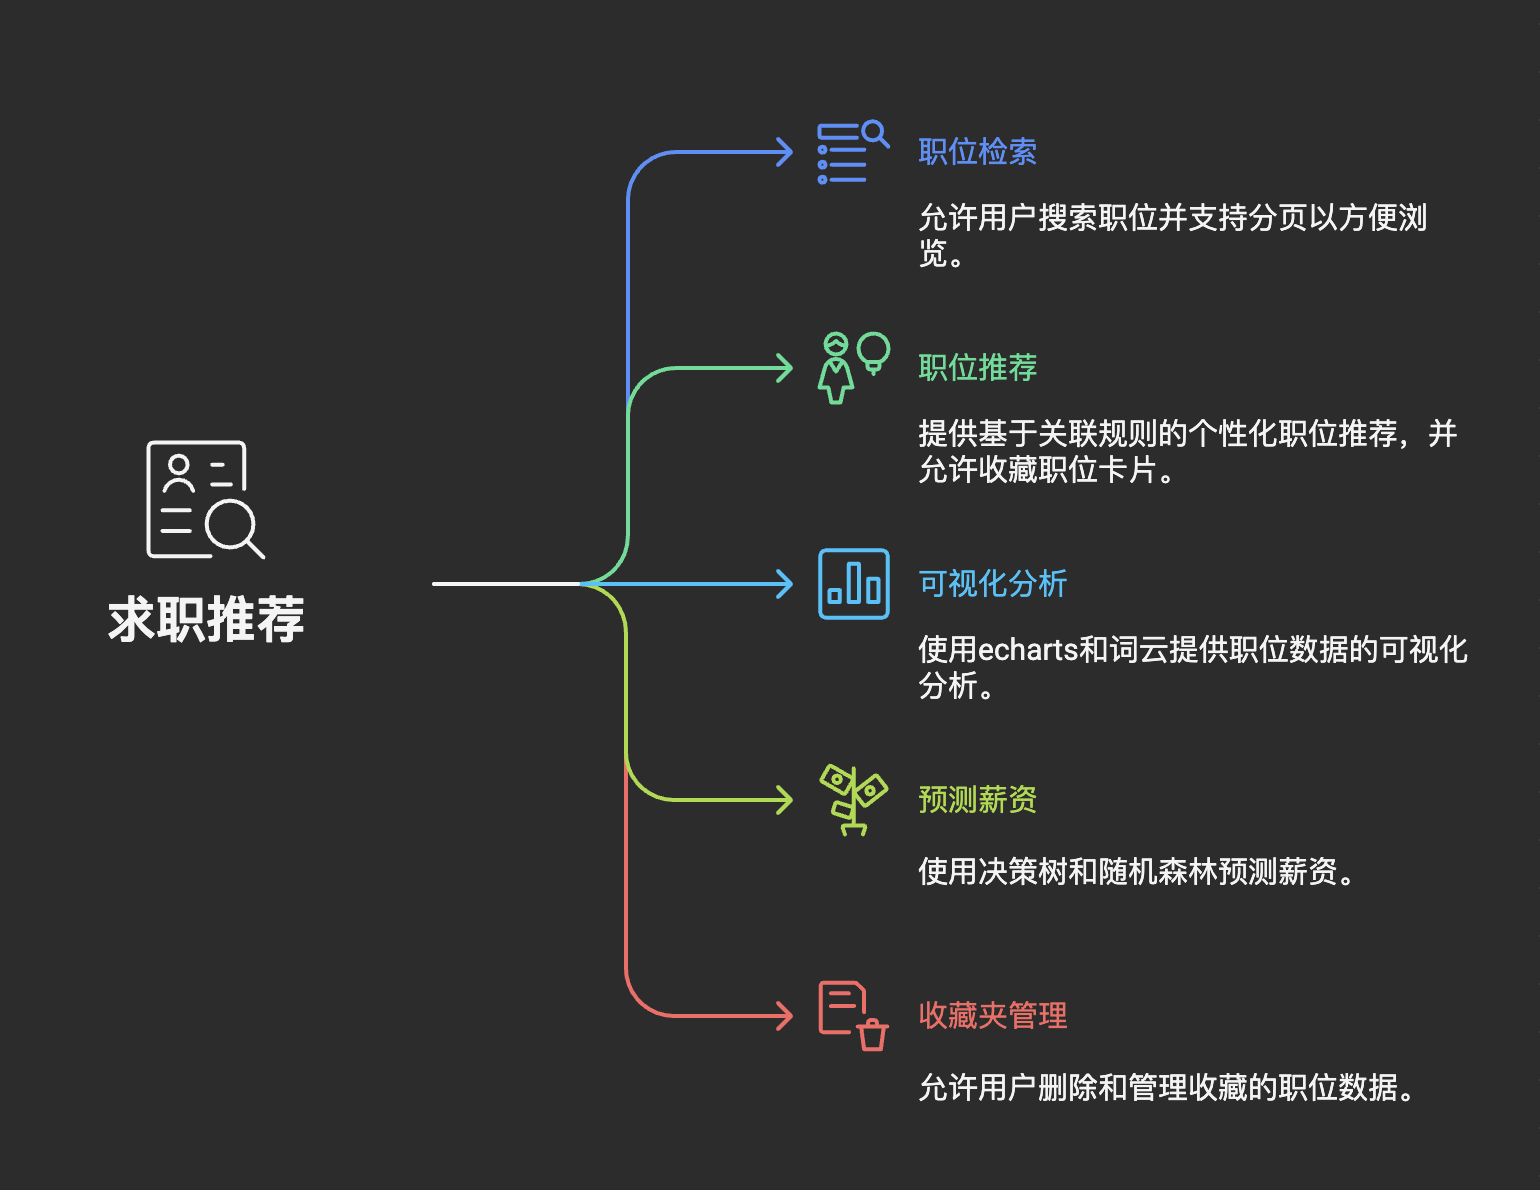 求职推荐
职位检索
允许用户搜索职位并支持分页以方便浏
览。
职位推荐
提供基于关联规则的个性化职位推荐，并
允许收藏职位卡片。
可视化分析
使用echarts和词云提供职位数据的可视化
分析。
预测薪资
使用决策树和随机森林预测薪资。
收藏夹管理
允许用户删除和管理收藏的职位数据。